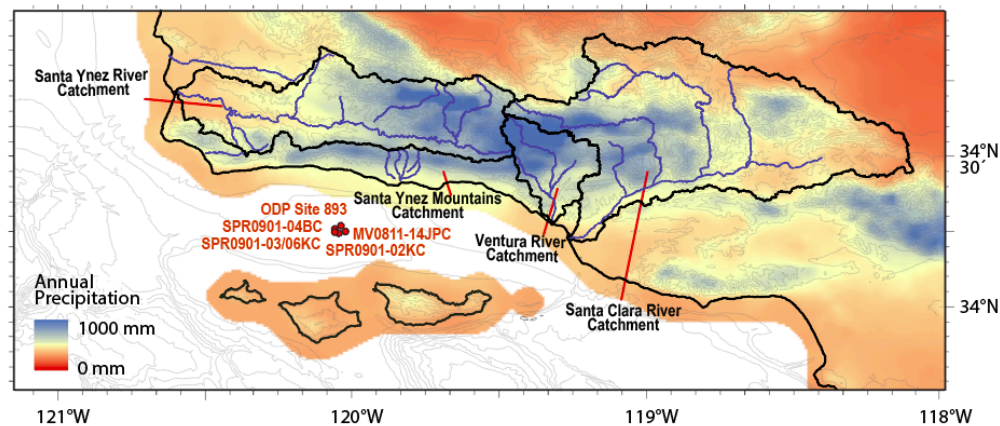 Santa Ynez River
Catchment
34°N
30´
Santa Ynez Mountains
Catchment
ODP Site 893
SPR0901-04BC
MV0811-14JPC
SPR0901-03/06KC
SPR0901-02KC
Ventura River
Catchment
Annual
Precipitation
1000 mm
0 mm
Santa Clara River
Catchment
34°N
121°W
120°W
119°W
118°W